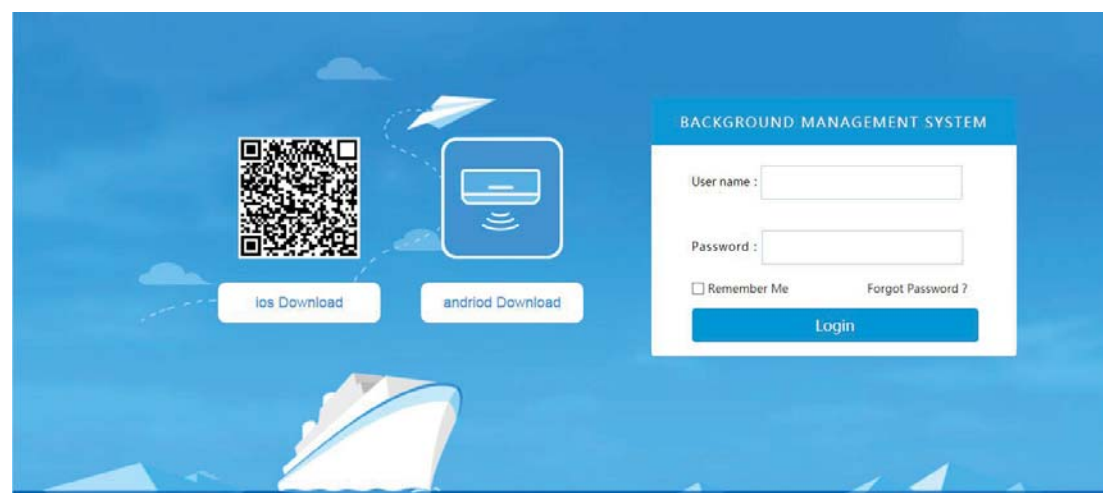 BACKGROUND MANAGEMENT SYSTEM
User name :
Password :
Remember Me Forgot Password ?
Login
ios Download
andriod Download